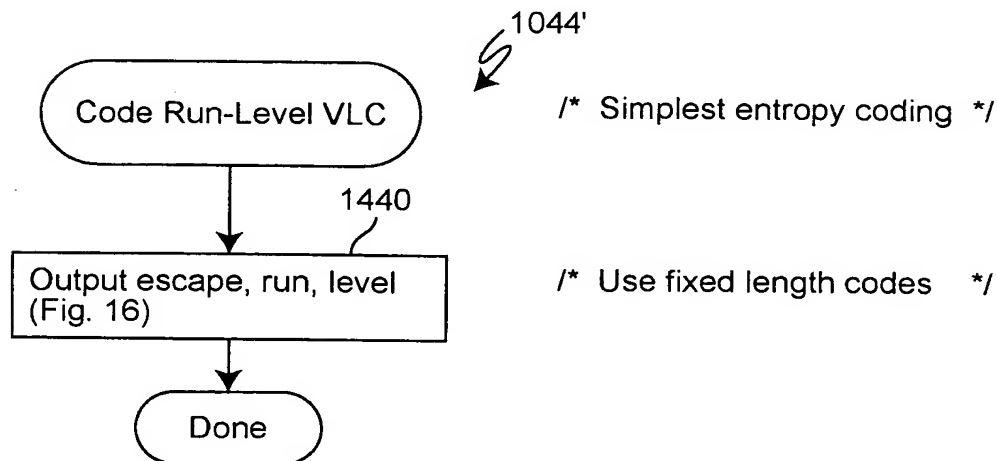 1044'
Code Run-Level VLC
/* Simplest entropy coding */
1440
Output escape, run, level
(Fig. 16)
/* Use fixed length codes */
Done